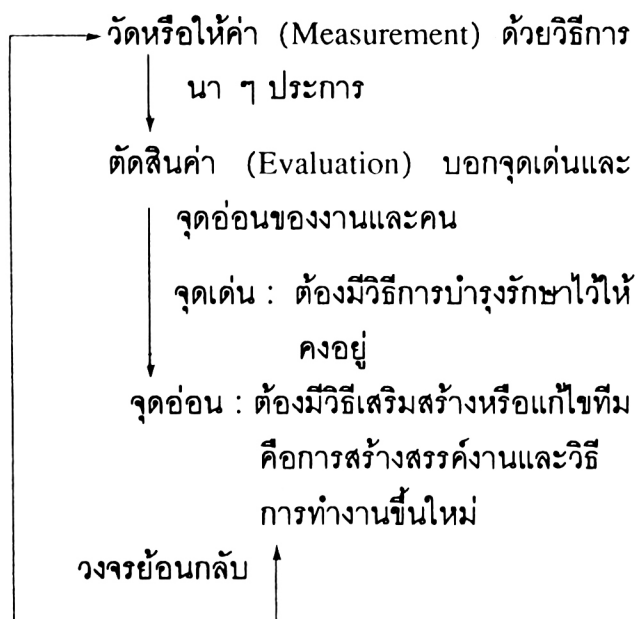 วัดหรือให้ค่า (Measurement) ด้วยวิธีการ
นา ๆ ประการ
ตัดสินค่า (Evaluation) บอกจุดเด่นและ
จุดอ่อนของงานและคน
จุดเด่น : ต้องมีวิธีการบำรุงรักษาไว้ให้
คงอยู่
จุดอ่อน : ต้องมีวิธีเสริมสร้างหรือแก้ไขทีม
คือการสร้างสรรค์งานและวิธี
การทำงานขึ้นใหม่
วงจรย้อนกลับ